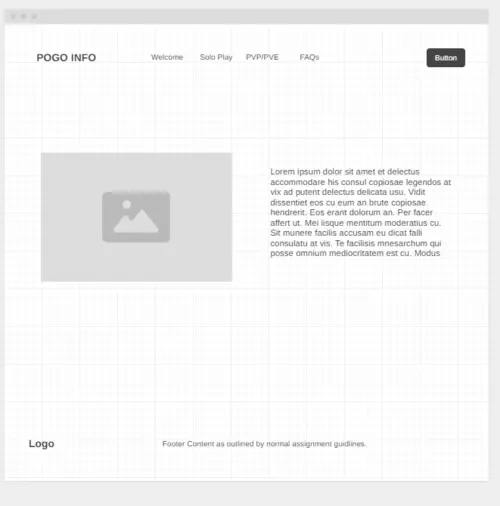 POGO INFO Welcome Solo Play PVP/PVE FAQs Button
Lorem ipsum dolor sit amet et delectus
accommodare his consul copiosae legendos at
vix ad putent delectus delicata usu. Vidit
dissentiet eos cu eum an brute copiosae
hendrerit. Eos erant dolorum an. Per facer
affert ut. Mei iisque mentitum moderatius cu.
Sit munere facilis accusam eu dicat falli
consulatu at vis. Te facilisis mnesarchum qui
posse omnium mediocritatem est cu. Modus
Logo Footer Content as outlined by normal assignment guidlines.